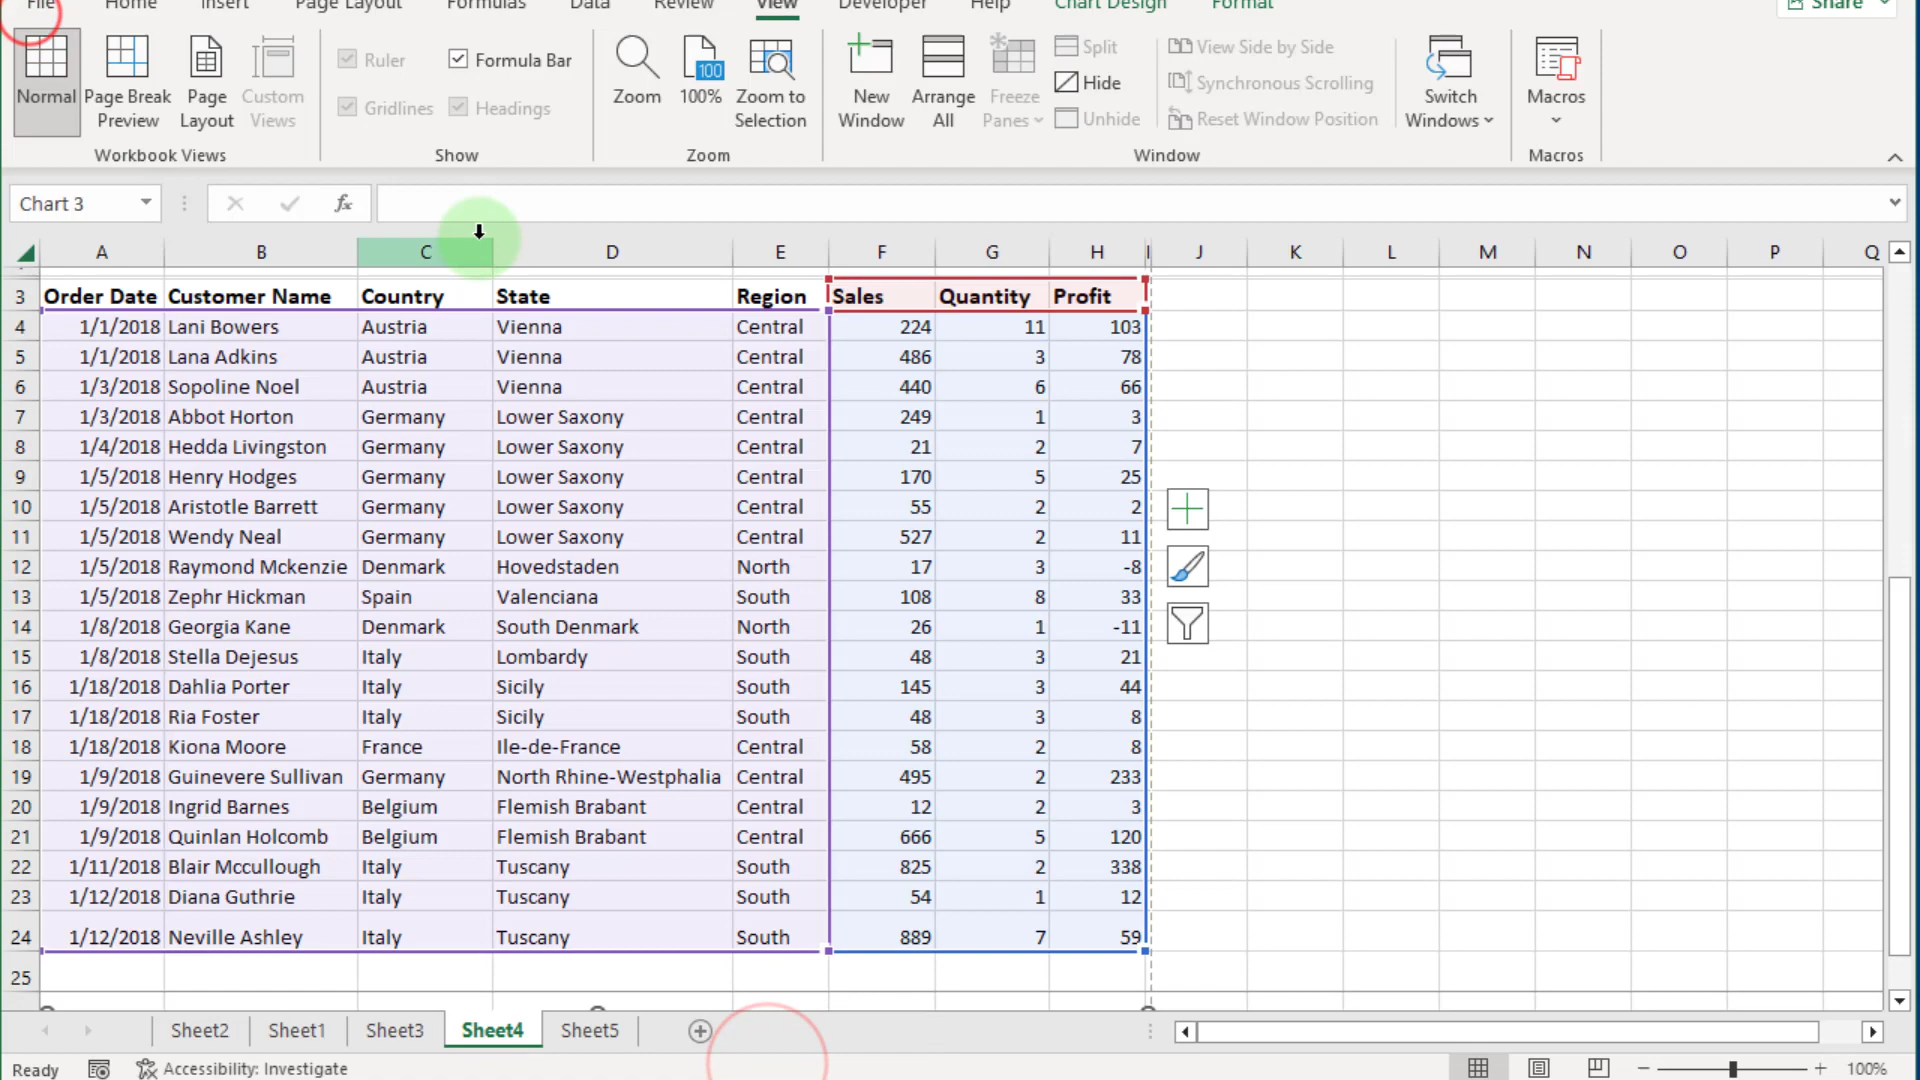 File Home Insert Page Layout Formulas Data Review View Developer Help Chart Design Format Share
Normal Page Break Preview Page Layout Custom Views
Workbook Views
Ruler Formula Bar
Gridlines Headings
Show
Zoom 100 100% Zoom to Selection
Zoom
New Window Arrange All Freeze Panes
Split
Hide
Unhide
View Side by Side
Synchronous Scrolling
Reset Window Position
Switch Windows
Window
Macros
Macros
Chart 3 fx
A B C D E F G H I J K L M N O P Q
3 Order Date Customer Name Country State Region Sales Quantity Profit
4 1/1/2018 Lani Bowers Austria Vienna Central 224 11 103
5 1/1/2018 Lana Adkins Austria Vienna Central 486 3 78
6 1/3/2018 Sopoline Noel Austria Vienna Central 440 6 66
7 1/3/2018 Abbot Horton Germany Lower Saxony Central 249 1 3
8 1/4/2018 Hedda Livingston Germany Lower Saxony Central 21 2 7
9 1/5/2018 Henry Hodges Germany Lower Saxony Central 170 5 25
10 1/5/2018 Aristotle Barrett Germany Lower Saxony Central 55 2 2
11 1/5/2018 Wendy Neal Germany Lower Saxony Central 527 2 11
12 1/5/2018 Raymond Mckenzie Denmark Hovedstaden North 17 3 -8
13 1/5/2018 Zephr Hickman Spain Valenciana South 108 8 33
14 1/8/2018 Georgia Kane Denmark South Denmark North 26 1 -11
15 1/8/2018 Stella Dejesus Italy Lombardy South 48 3 21
16 1/18/2018 Dahlia Porter Italy Sicily South 145 3 44
17 1/18/2018 Ria Foster Italy Sicily South 48 3 8
18 1/18/2018 Kiona Moore France Ile-de-France Central 58 2 8
19 1/9/2018 Guinevere Sullivan Germany North Rhine-Westphalia Central 495 2 233
20 1/9/2018 Ingrid Barnes Belgium Flemish Brabant Central 12 2 3
21 1/9/2018 Quinlan Holcomb Belgium Flemish Brabant Central 666 5 120
22 1/11/2018 Blair Mccullough Italy Tuscany South 825 2 338
23 1/12/2018 Diana Guthrie Italy Tuscany South 54 1 12
24 1/12/2018 Neville Ashley Italy Tuscany South 889 7 59
25
Sheet2 Sheet1 Sheet3 Sheet4 Sheet5
Ready Accessibility: Investigate 100%